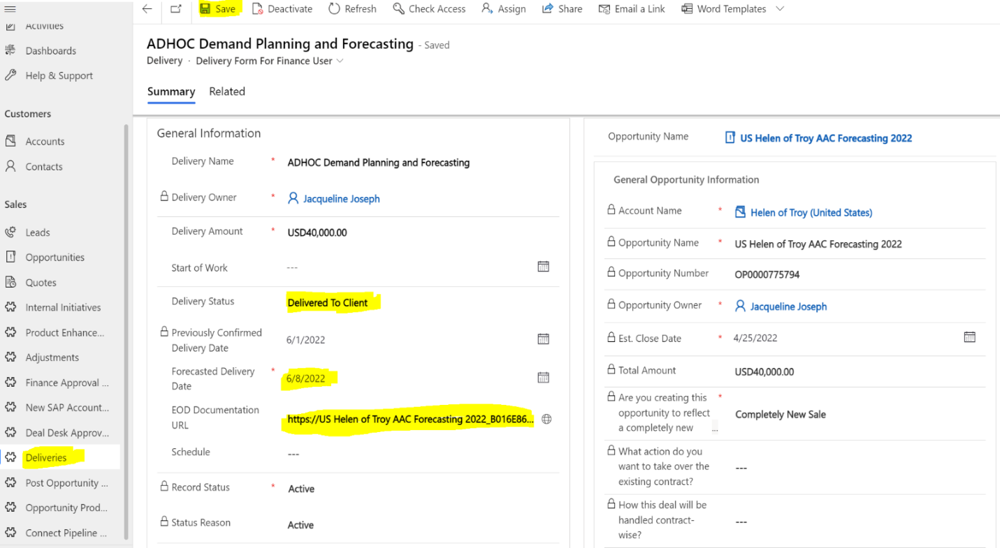 Save
Deactivate
Refresh
Check Access
Assign
Share
Email a Link
Word Templates
Activities
Dashboards
Help & Support
Customers
Accounts
Contacts
Sales
Leads
Opportunities
Quotes
Internal Initiatives
Product Enhance...
Adjustments
Finance Approval ...
New SAP Account...
Deal Desk Approv...
Deliveries
Post Opportunity ...
Opportunity Prod...
Connect Pipeline ...
ADHOC Demand Planning and Forecasting - Saved
Delivery · Delivery Form For Finance User
Summary Related
General Information
Delivery Name * ADHOC Demand Planning and Forecasting
Delivery Owner * Jacqueline Joseph
Delivery Amount * USD40,000.00
Start of Work ---
Delivery Status Delivered To Client
Previously Confirmed
Delivery Date
6/1/2022
Forecasted Delivery *
Date
6/8/2022
EOD Documentation
URL
https://US Helen of Troy AAC Forecasting 2022_B016E86...
Schedule ---
Record Status * Active
Status Reason Active
Opportunity Name US Helen of Troy AAC Forecasting 2022
General Opportunity Information
Account Name * Helen of Troy (United States)
Opportunity Name * US Helen of Troy AAC Forecasting 2022
Opportunity Number OP0000775794
Opportunity Owner * Jacqueline Joseph
Est. Close Date * 4/25/2022
Total Amount USD40,000.00
Are you creating this *
opportunity to reflect
a completely new ...
Completely New Sale
What action do you
want to take over the
existing contract?
---
How this deal will be
handled contract-
wise?
---